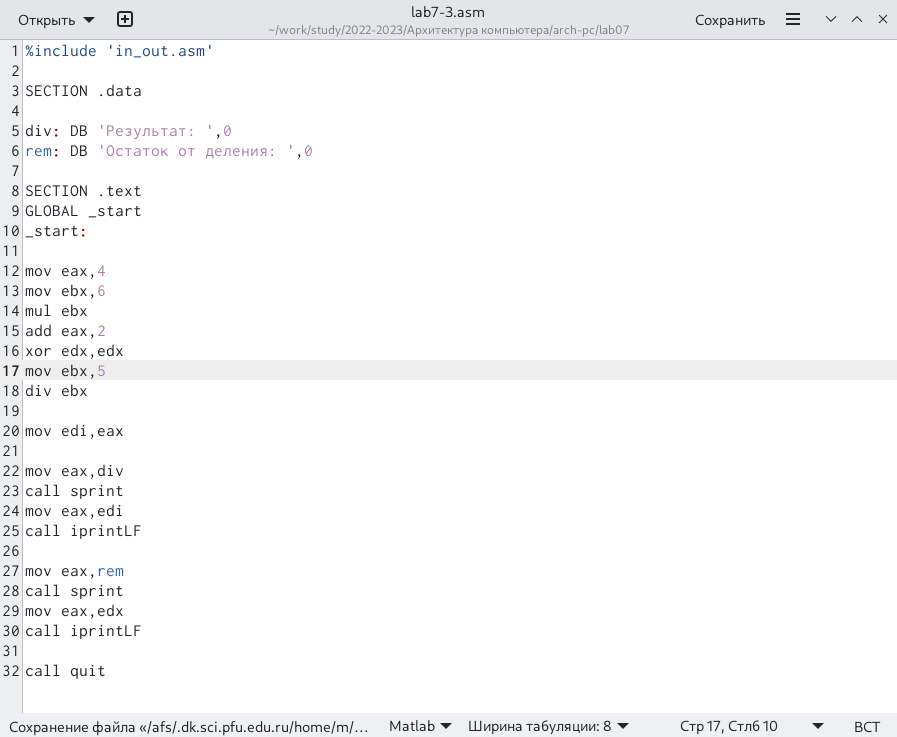 Открыть
lab7-3.asm
~/work/study/2022-2023/Архитектура компьютера/arch-pc/lab07
Сохранить
1 %include 'in_out.asm'
2
3 SECTION .data
4
5 div: DB 'Результат: ',0
6 rem: DB 'Остаток от деления: ',0
7
8 SECTION .text
9 GLOBAL _start
10 _start:
11
12 mov eax,4
13 mov ebx,6
14 mul ebx
15 add eax,2
16 xor edx,edx
17 mov ebx,5
18 div ebx
19
20 mov edi,eax
21
22 mov eax,div
23 call sprint
24 mov eax,edi
25 call iprintLF
26
27 mov eax,rem
28 call sprint
29 mov eax,edx
30 call iprintLF
31
32 call quit
Сохранение файла «/afs/.dk.sci.pfu.edu.ru/home/m/… Matlab Ширина табуляции: 8 Стр 17, Стлб 10 ВСТ